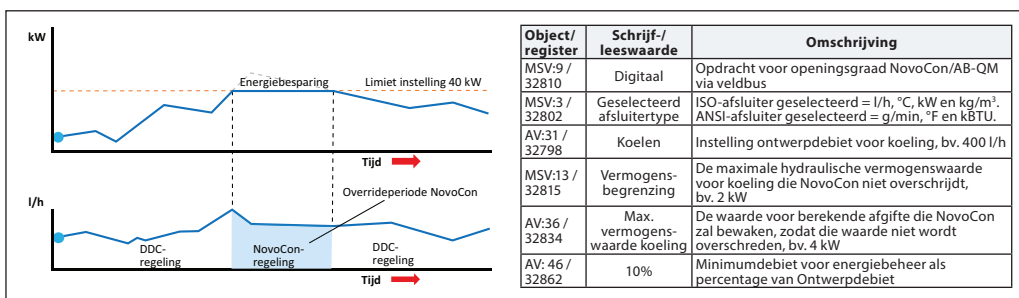 kW
Energiebesparing
Limiet instelling 40 kW
Tijd
Overrideperiode NovoCon
l/h
DDC-
regeling
NovoCon-
regeling
DDC-
regeling
Tijd
Object/
register
Schrijf-/
leeswaarde
Omschrijving
MSV:9 /
32810
Digitaal
Opdracht voor openingsgraad NovoCon/AB-QM
via veldbus
MSV:3 /
32802
Geselecteerd
afsluitertype
ISO-afsluiter geselecteerd = l/h, °C, kW en kg/m³.
ANSI-afsluiter geselecteerd = g/min, °F en kBTU.
AV:31 /
32798
Koelen
Instelling ontwerpdebiet voor koeling, bv. 400 l/h
MSV:13 /
32815
Vermogens-
begrenzing
De maximale hydraulische vermogenswaarde
voor koeling die NovoCon niet overschrijdt,
bv. 2 kW
AV:36 /
32834
Max.
vermogens-
waarde koeling
De waarde voor berekende afgifte die NovoCon
zal bewaken, zodat die waarde niet wordt
overschreden, bv. 4 kW
AV: 46 /
32862
10%
Minimumdebiet voor energiebeheer als
percentage van Ontwerpdebiet